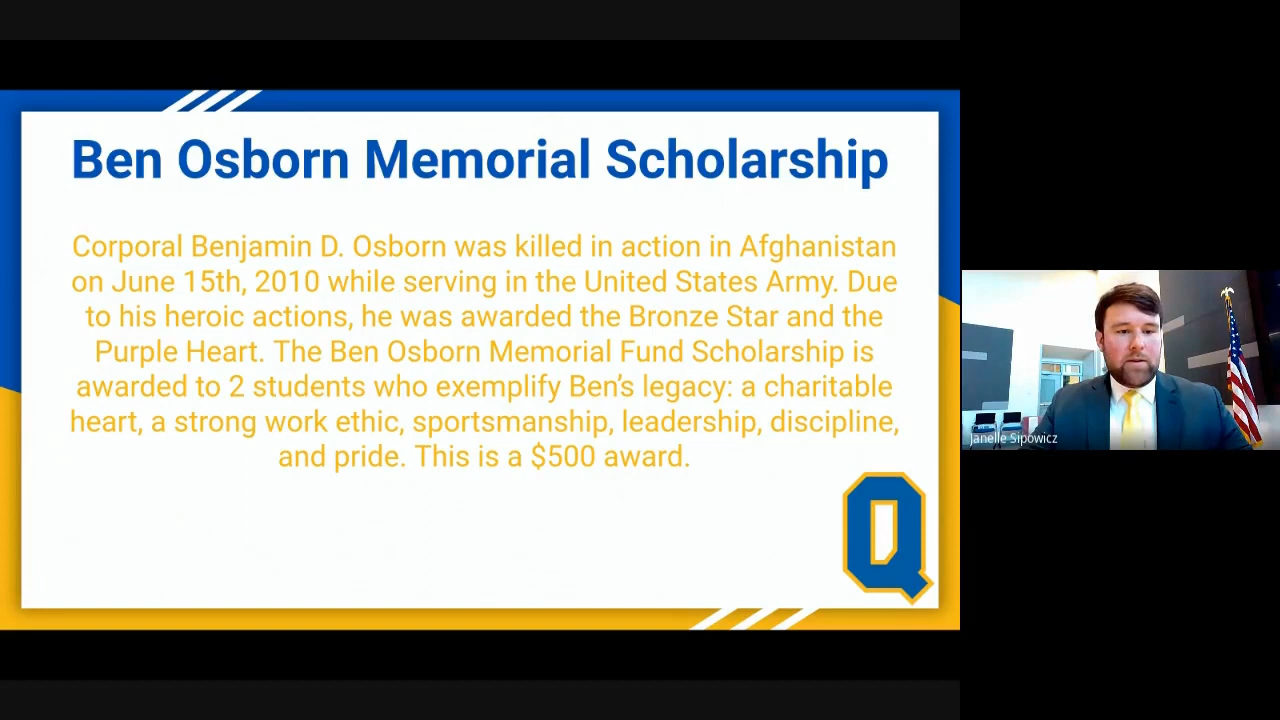 Ben Osborn Memorial Scholarship
Corporal Benjamin D. Osborn was killed in action in Afghanistan
on June 15th, 2010 while serving in the United States Army. Due
to his heroic actions, he was awarded the Bronze Star and the
Purple Heart. The Ben Osborn Memorial Fund Scholarship is
awarded to 2 students who exemplify Ben’s legacy: a charitable
heart, a strong work ethic, sportsmanship, leadership, discipline,
and pride. This is a $500 award.
Q
Janelle Sipowicz